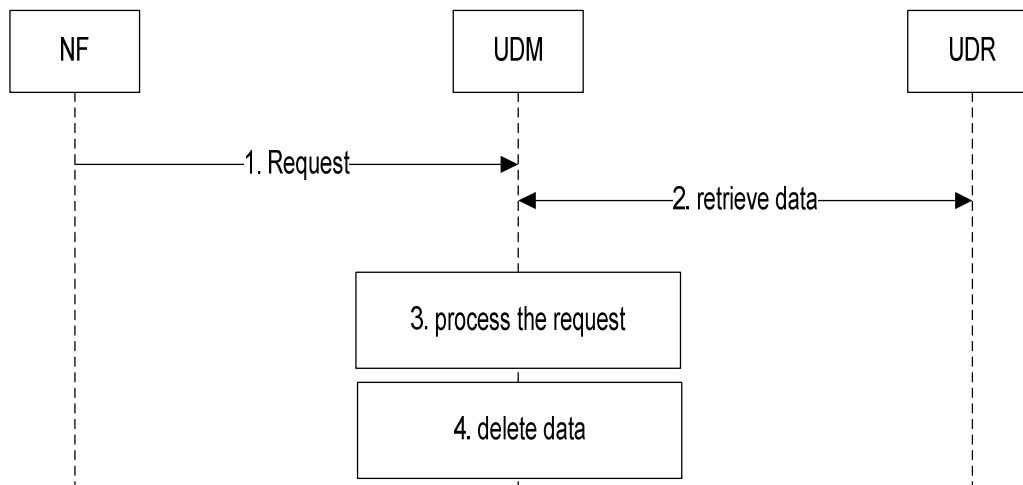 NF
UDM
UDR
1. Request
2. retrieve data
3. process the request
4. delete data